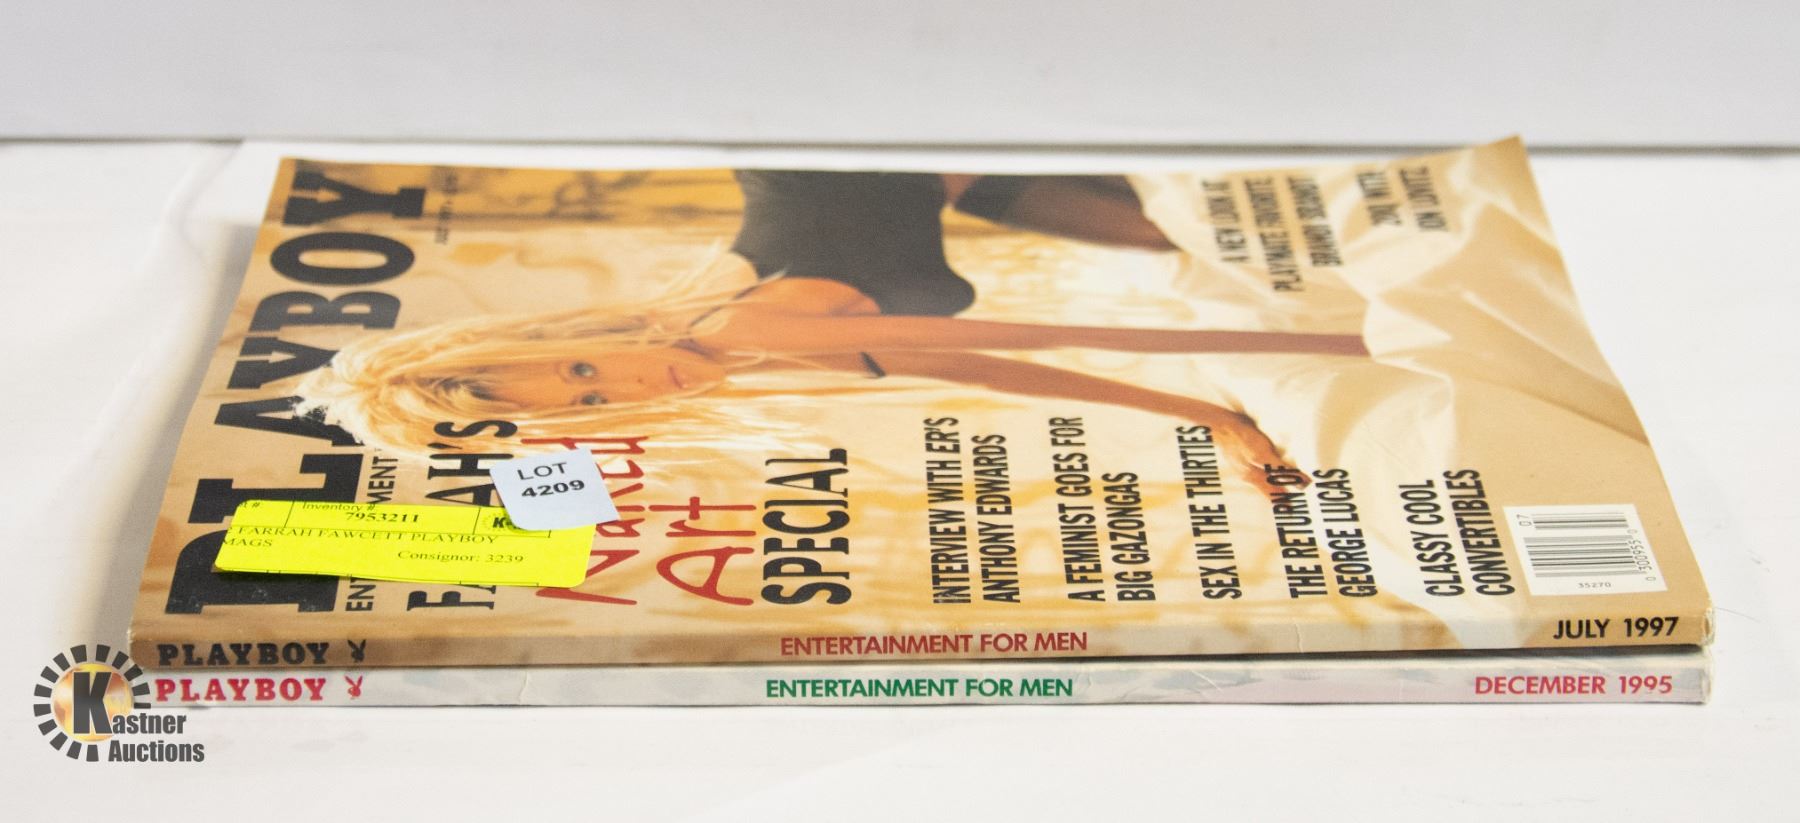 PLAYBOY
ENTERTAINMENT FOR MEN
JULY 1997
PLAYBOY
ENTERTAINMENT FOR MEN
DECEMBER 1995
PLAYBOY
FARRAH'S
Naked
Art
SPECIAL
INTERVIEW WITH ER'S
ANTHONY EDWARDS
A FEMINIST GOES FOR
BIG GAZONGAS
SEX IN THE THIRTIES
THE RETURN OF
GEORGE LUCAS
CLASSY COOL
CONVERTIBLES
A NEW LOOK AT
PLAYMATE FAVORITE
20Q WITH
JON LOVITZ
07
35270
LOT
4209
Inventory #
7953211
FARRAH FAWCETT PLAYBOY
MAGS
Consignor: 3239
Kastner
Auctions